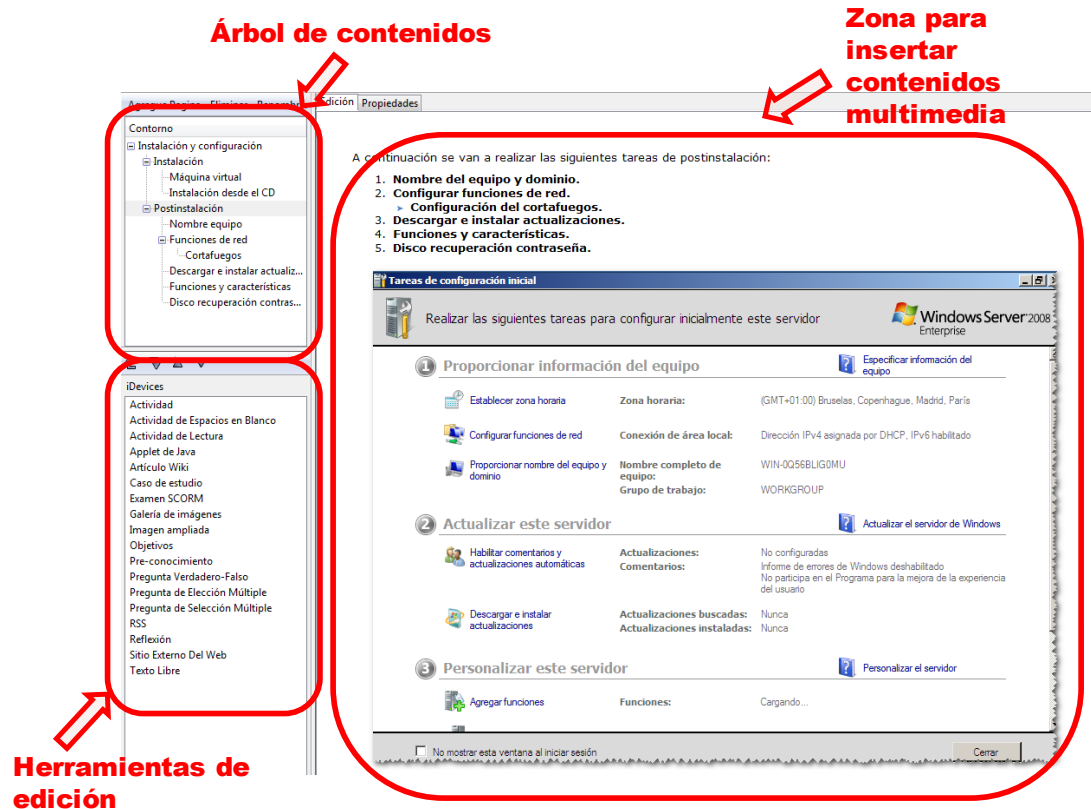 Árbol de contenidos
Zona para
insertar
contenidos
multimedia
Agregue Pagina Eliminar Renombr
Edición Propiedades
Contorno
Instalación y configuración
Instalación
Máquina virtual
Instalación desde el CD
Postinstalación
Nombre equipo
Funciones de red
Cortafuegos
Descargar e instalar actualiz...
Funciones y características
Disco recuperación contras...
iDevices
Actividad
Actividad de Espacios en Blanco
Actividad de Lectura
Applet de Java
Artículo Wiki
Caso de estudio
Examen SCORM
Galería de imágenes
Imagen ampliada
Objetivos
Pre-conocimiento
Pregunta Verdadero-Falso
Pregunta de Elección Múltiple
Pregunta de Selección Múltiple
RSS
Reflexión
Sitio Externo Del Web
Texto Libre
Herramientas de
edición
A continuación se van a realizar las siguientes tareas de postinstalación:
1. Nombre del equipo y dominio.
2. Configurar funciones de red.
➢ Configuración del cortafuegos.
3. Descargar e instalar actualizaciones.
4. Funciones y características.
5. Disco recuperación contraseña.
Tareas de configuración inicial
Realizar las siguientes tareas para configurar inicialmente este servidor
Windows Server 2008
Enterprise
1 Proporcionar información del equipo
Especificar información del
equipo
Establecer zona horaria Zona horaria: (GMT+01:00) Bruselas, Copenhague, Madrid, París
Configurar funciones de red Conexión de área local: Dirección IPv4 asignada por DHCP, IPv6 habilitado
Proporcionar nombre del equipo y Nombre completo de WIN-0Q56BLIG0MU
dominio equipo:
Grupo de trabajo: WORKGROUP
2 Actualizar este servidor Actualizar el servidor de Windows
Habilitar comentarios y Actualizaciones: No configuradas
actualizaciones automáticas Comentarios: Informe de errores de Windows deshabilitado
No participa en el Programa para la mejora de la experiencia
del usuario
Descargar e instalar Actualizaciones buscadas: Nunca
actualizaciones Actualizaciones instaladas: Nunca
3 Personalizar este servidor Personalizar el servidor
Agregar funciones Funciones: Cargando...
No mostrar esta ventana al iniciar sesión Cerrar